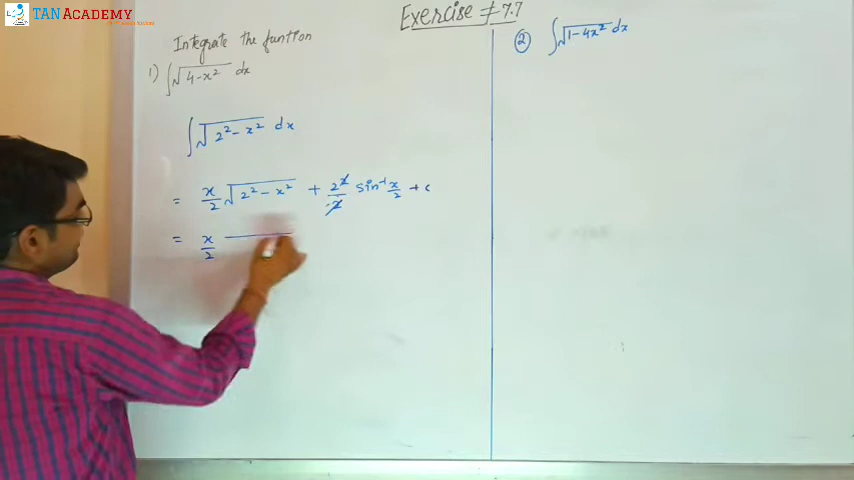 TAN ACADEMY
Exercise 7.7
Integrate the funtion
1) ∫√4-x² dx
∫√2²-x² dx
= x/2 √2²-x² + 2²/2 sin⁻¹ x/2 + c
= x/2
② ∫√1-4x² dx